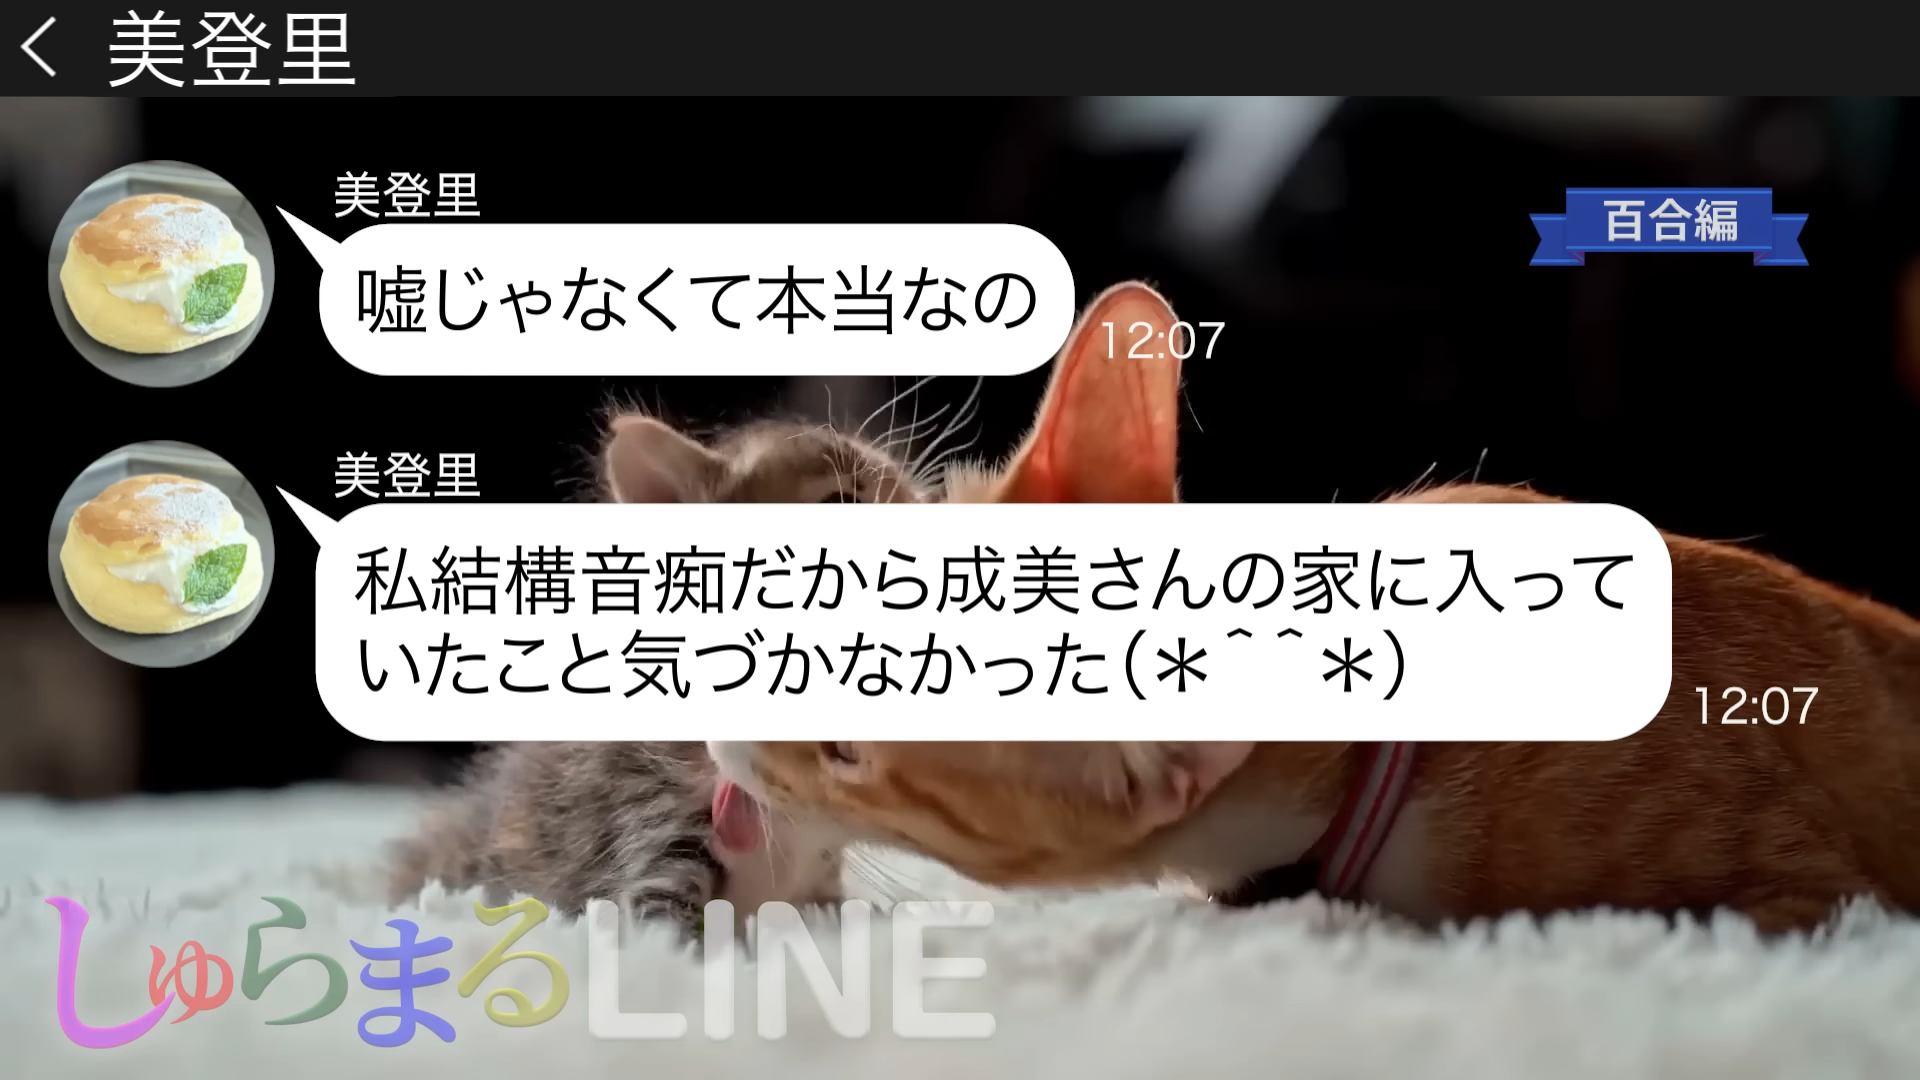 美登里
美登里
百合編
嘘じゃなくて本当なの
12:07
美登里
私結構音痴だから成美さんの家に入って
いたこと気づかなかった(＊＾＾＊)
12:07
しゅらまるLINE